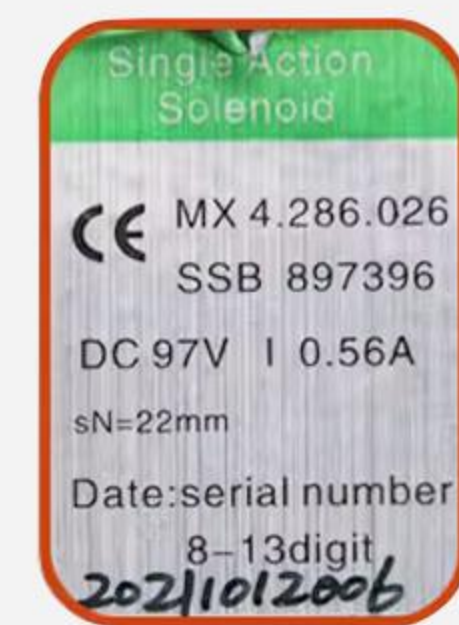 Single Action
Solenoid
CE MX 4.286.026
SSB 897396
DC 97V I 0.56A
sN=22mm
Date:serial number
8-13digit
20211012006